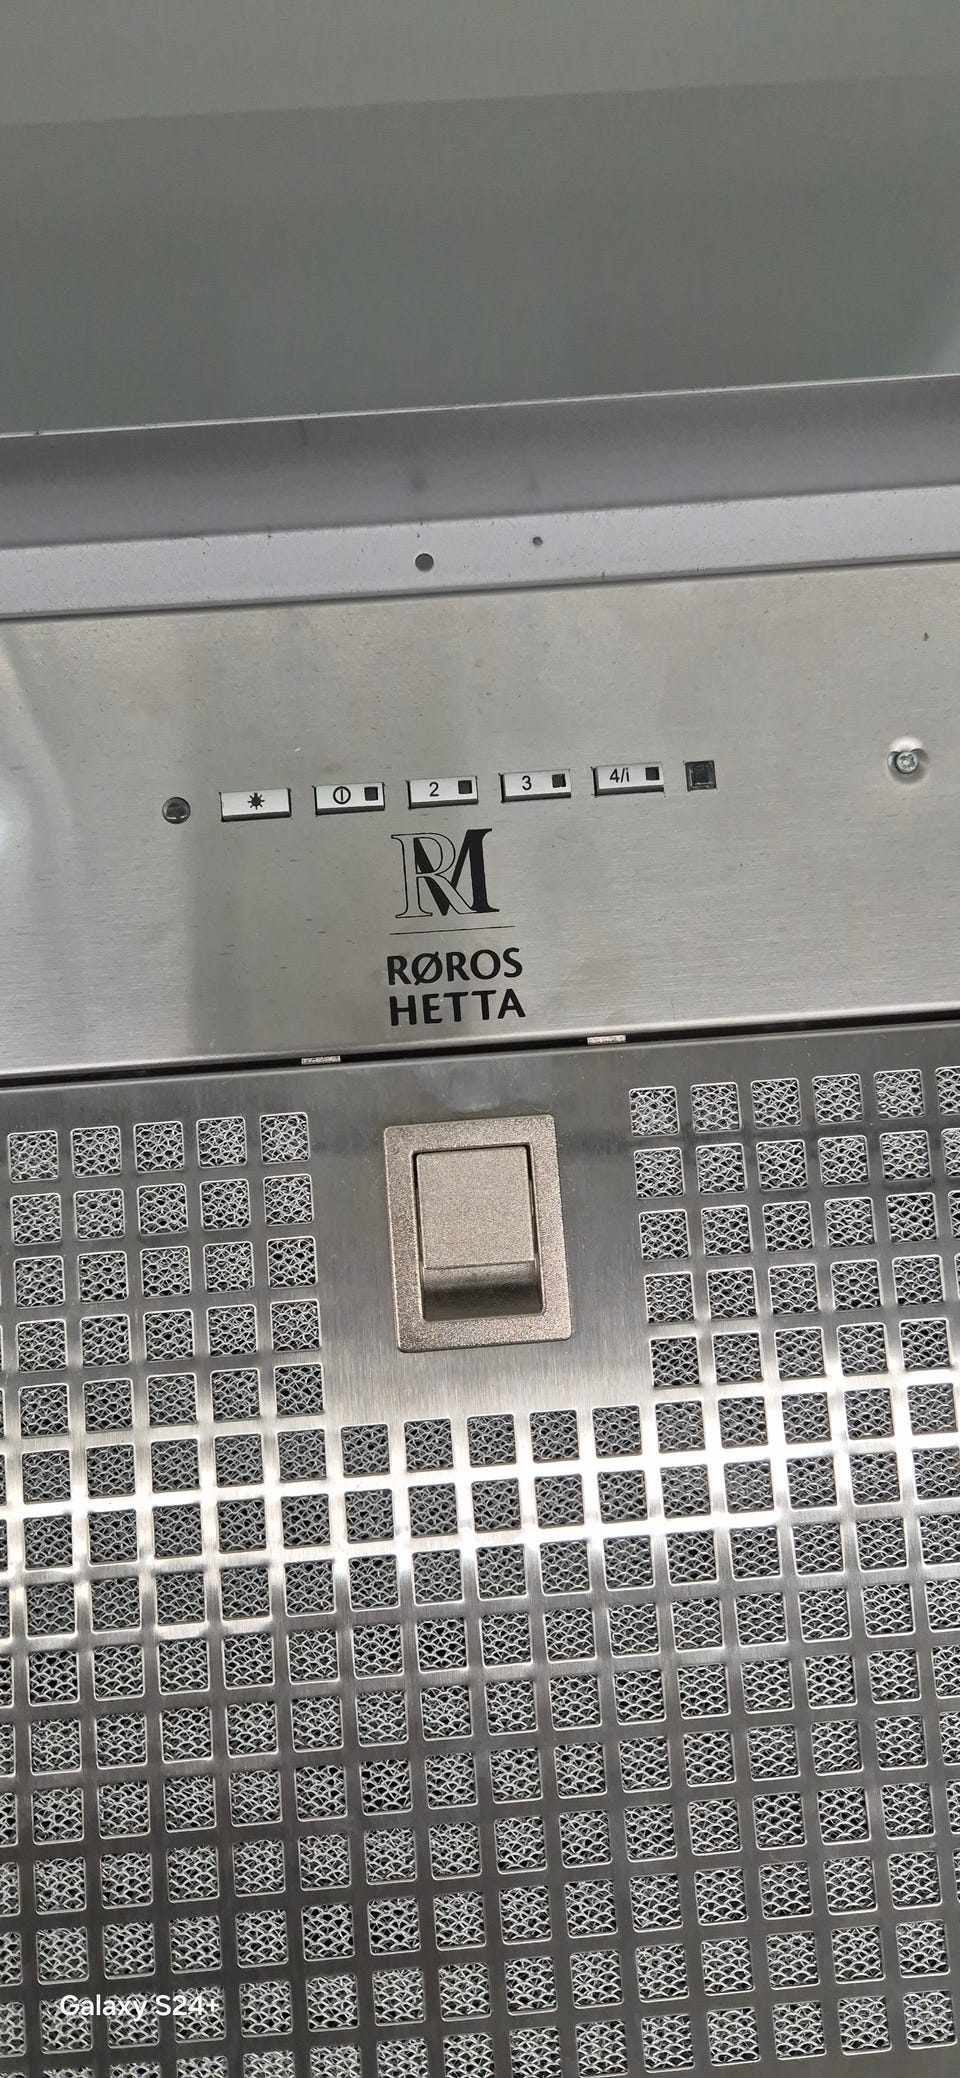 2 3 4/i
RM
RØROS
HETTA
Galaxy S24+